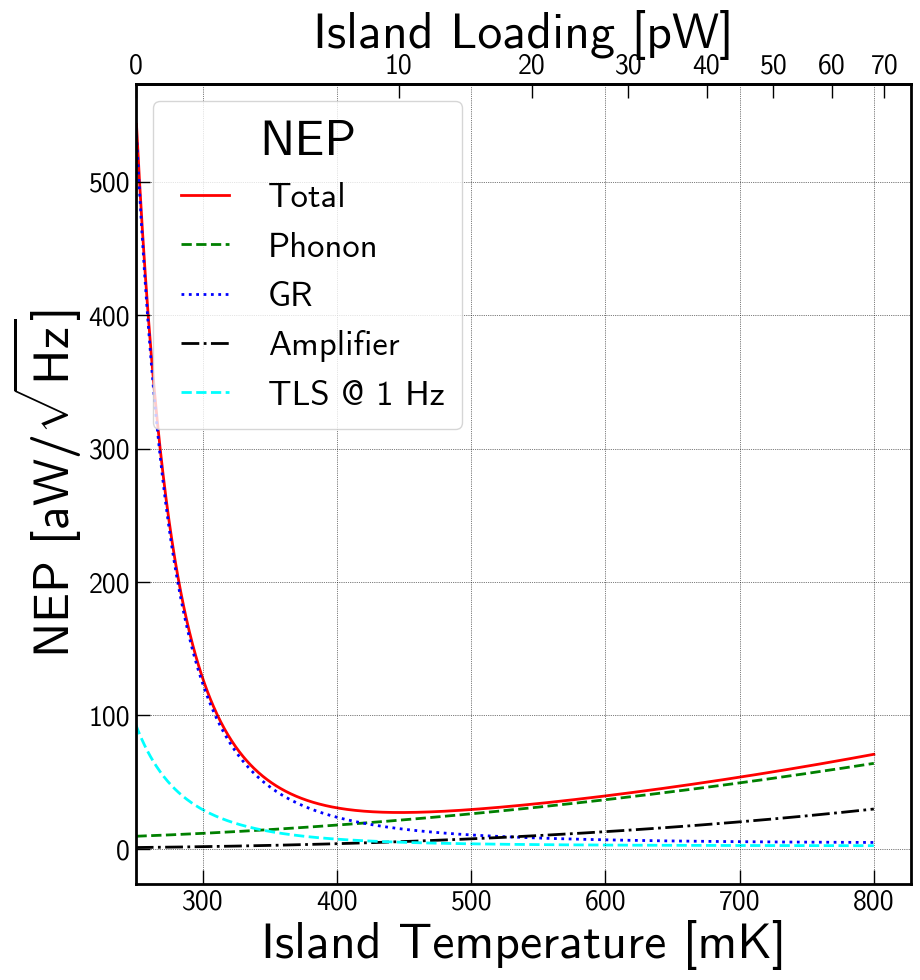 Island Loading [pW]
0 10 20 30 40 50 60 70
NEP
Total
Phonon
GR
Amplifier
TLS @ 1 Hz
500
400
300
200
100
0
NEP [aW/√Hz]
300 400 500 600 700 800
Island Temperature [mK]